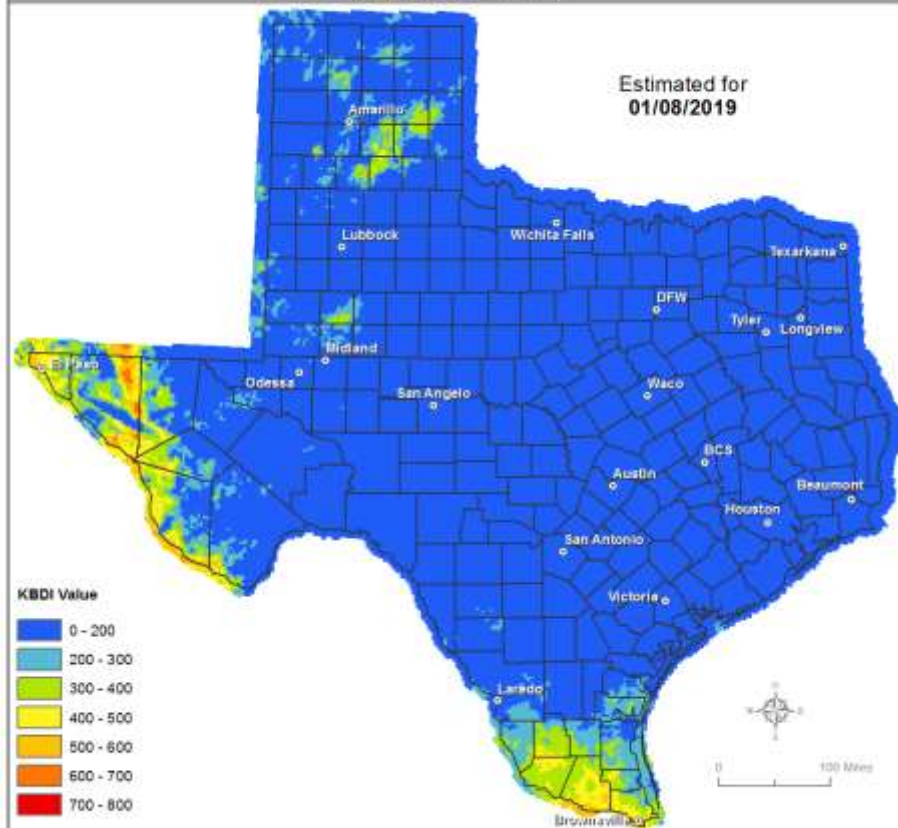 Estimated for
01/08/2019
Amarillo
Lubbock
Wichita Falls
Texarkana
DFW
Tyler
Longview
Midland
El Paso
Odessa
San Angelo
Waco
BCS
Austin
Beaumont
Houston
San Antonio
Victoria
Laredo
Brownsville
KBDI Value
0 - 200
200 - 300
300 - 400
400 - 500
500 - 600
600 - 700
700 - 800
0 100 Miles